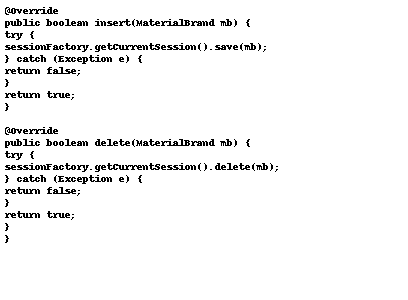 @Override
public boolean insert(MaterialBrand mb) {
try {
sessionFactory.getCurrentSession().save(mb);
} catch (Exception e) {
return false;
}
return true;
}

@Override
public boolean delete(MaterialBrand mb) {
try {
sessionFactory.getCurrentSession().delete(mb);
} catch (Exception e) {
return false;
}
return true;
}
}